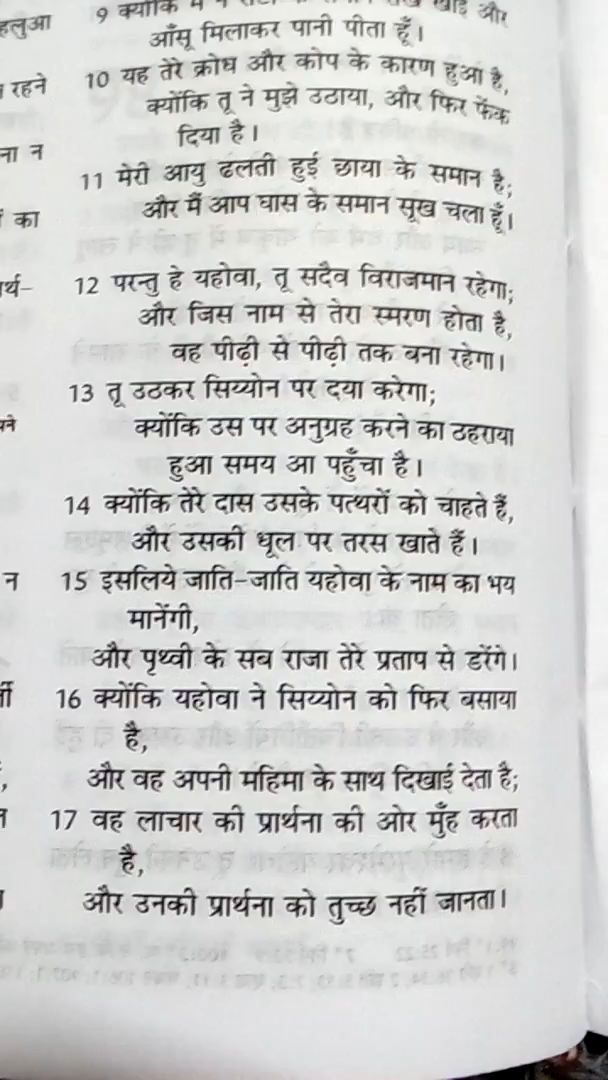 हलुआ
रहने
ना न
का
र्थ-
न
9 क्योंकि और
आँसू मिलाकर पानी पीता हूँ।
10 यह तेरे क्रोध और कोप के कारण हुआ है,
क्योंकि तू ने मुझे उठाया, और फिर फेंक
दिया है।
11 मेरी आयु ढलती हुई छाया के समान है;
और मैं आप घास के समान सूख चला हूँ।
12 परन्तु हे यहोवा, तू सदैव विराजमान रहेगा;
और जिस नाम से तेरा स्मरण होता है,
वह पीढ़ी से पीढ़ी तक बना रहेगा।
13 तू उठकर सिय्योन पर दया करेगा;
क्योंकि उस पर अनुग्रह करने का ठहराया
हुआ समय आ पहुँचा है।
14 क्योंकि तेरे दास उसके पत्थरों को चाहते हैं,
और उसकी धूल पर तरस खाते हैं।
15 इसलिये जाति-जाति यहोवा के नाम का भय
मानेंगी,
और पृथ्वी के सब राजा तेरे प्रताप से डरेंगे।
16 क्योंकि यहोवा ने सिय्योन को फिर बसाया
है,
और वह अपनी महिमा के साथ दिखाई देता है;
17 वह लाचार की प्रार्थना की ओर मुँह करता
है,
और उनकी प्रार्थना को तुच्छ नहीं जानता।